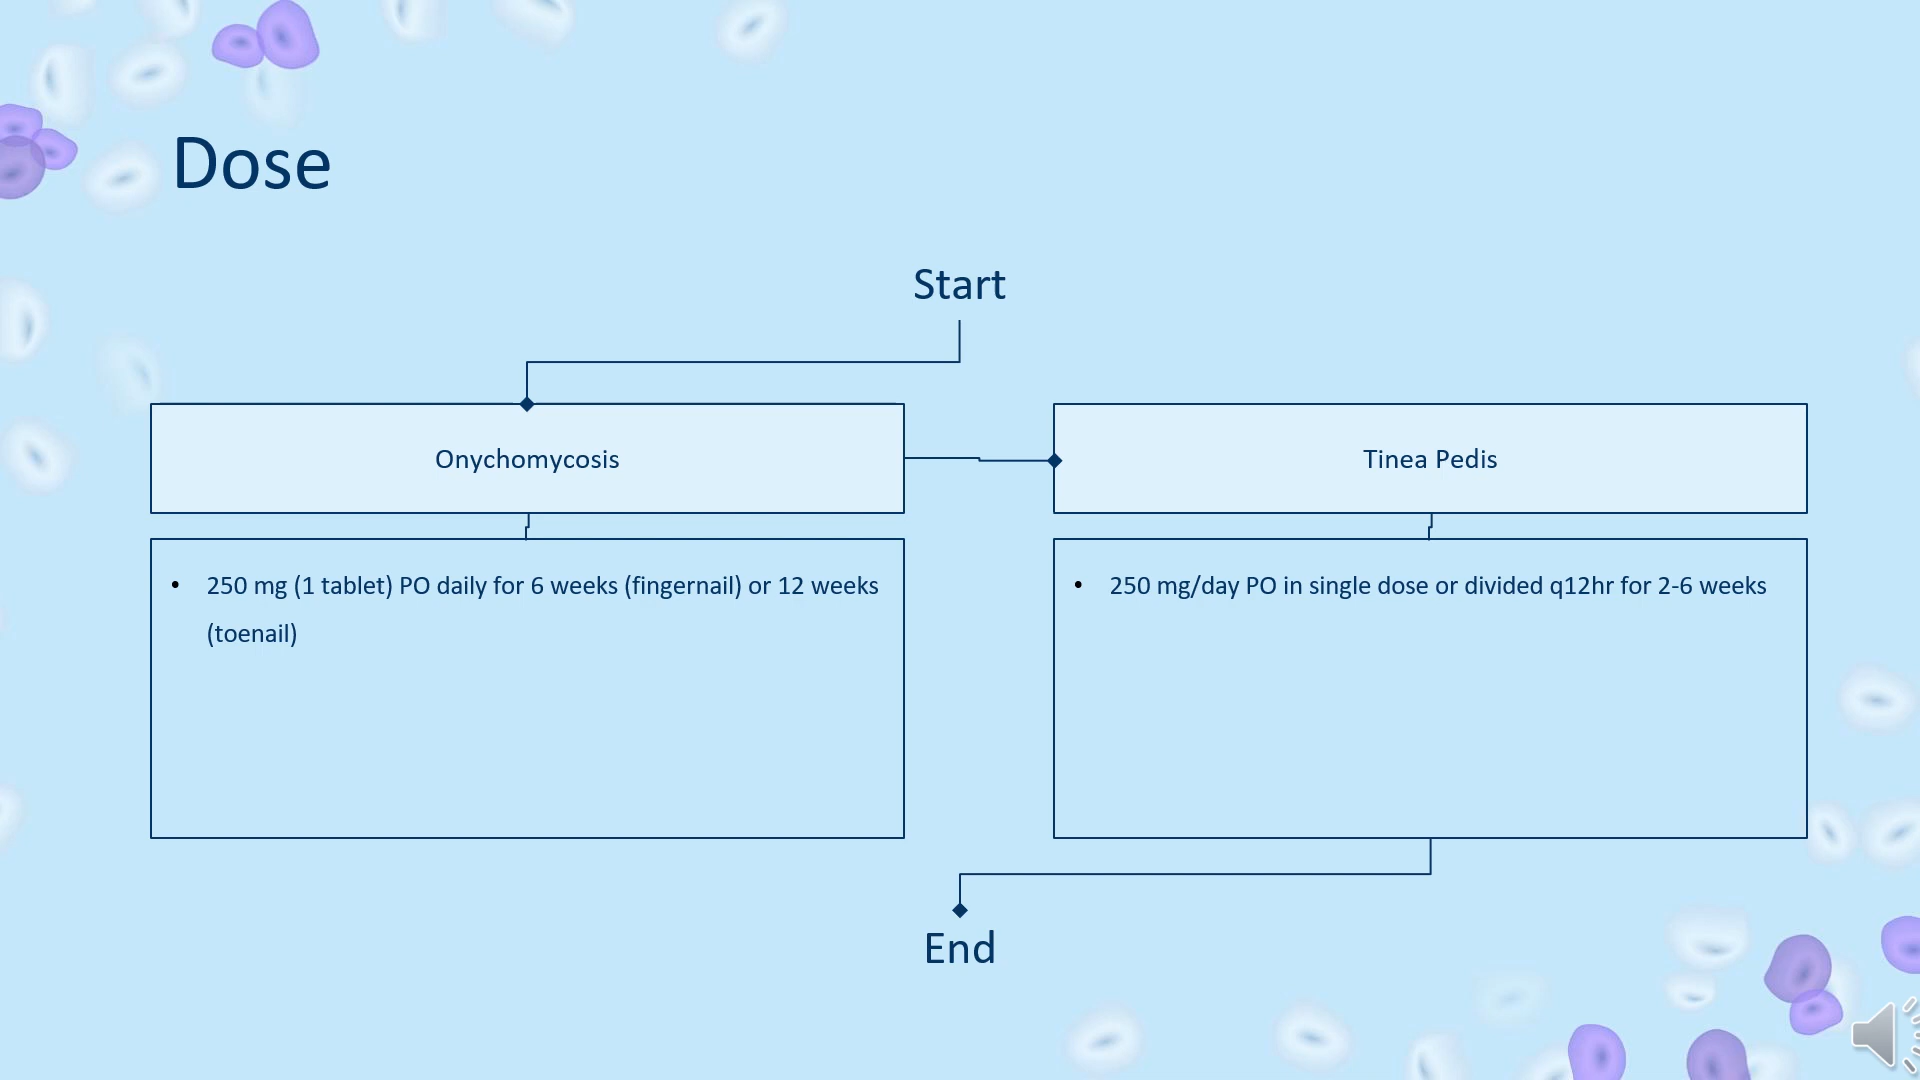 Dose
Start
Onychomycosis
Tinea Pedis
• 250 mg (1 tablet) PO daily for 6 weeks (fingernail) or 12 weeks
(toenail)
• 250 mg/day PO in single dose or divided q12hr for 2-6 weeks
End